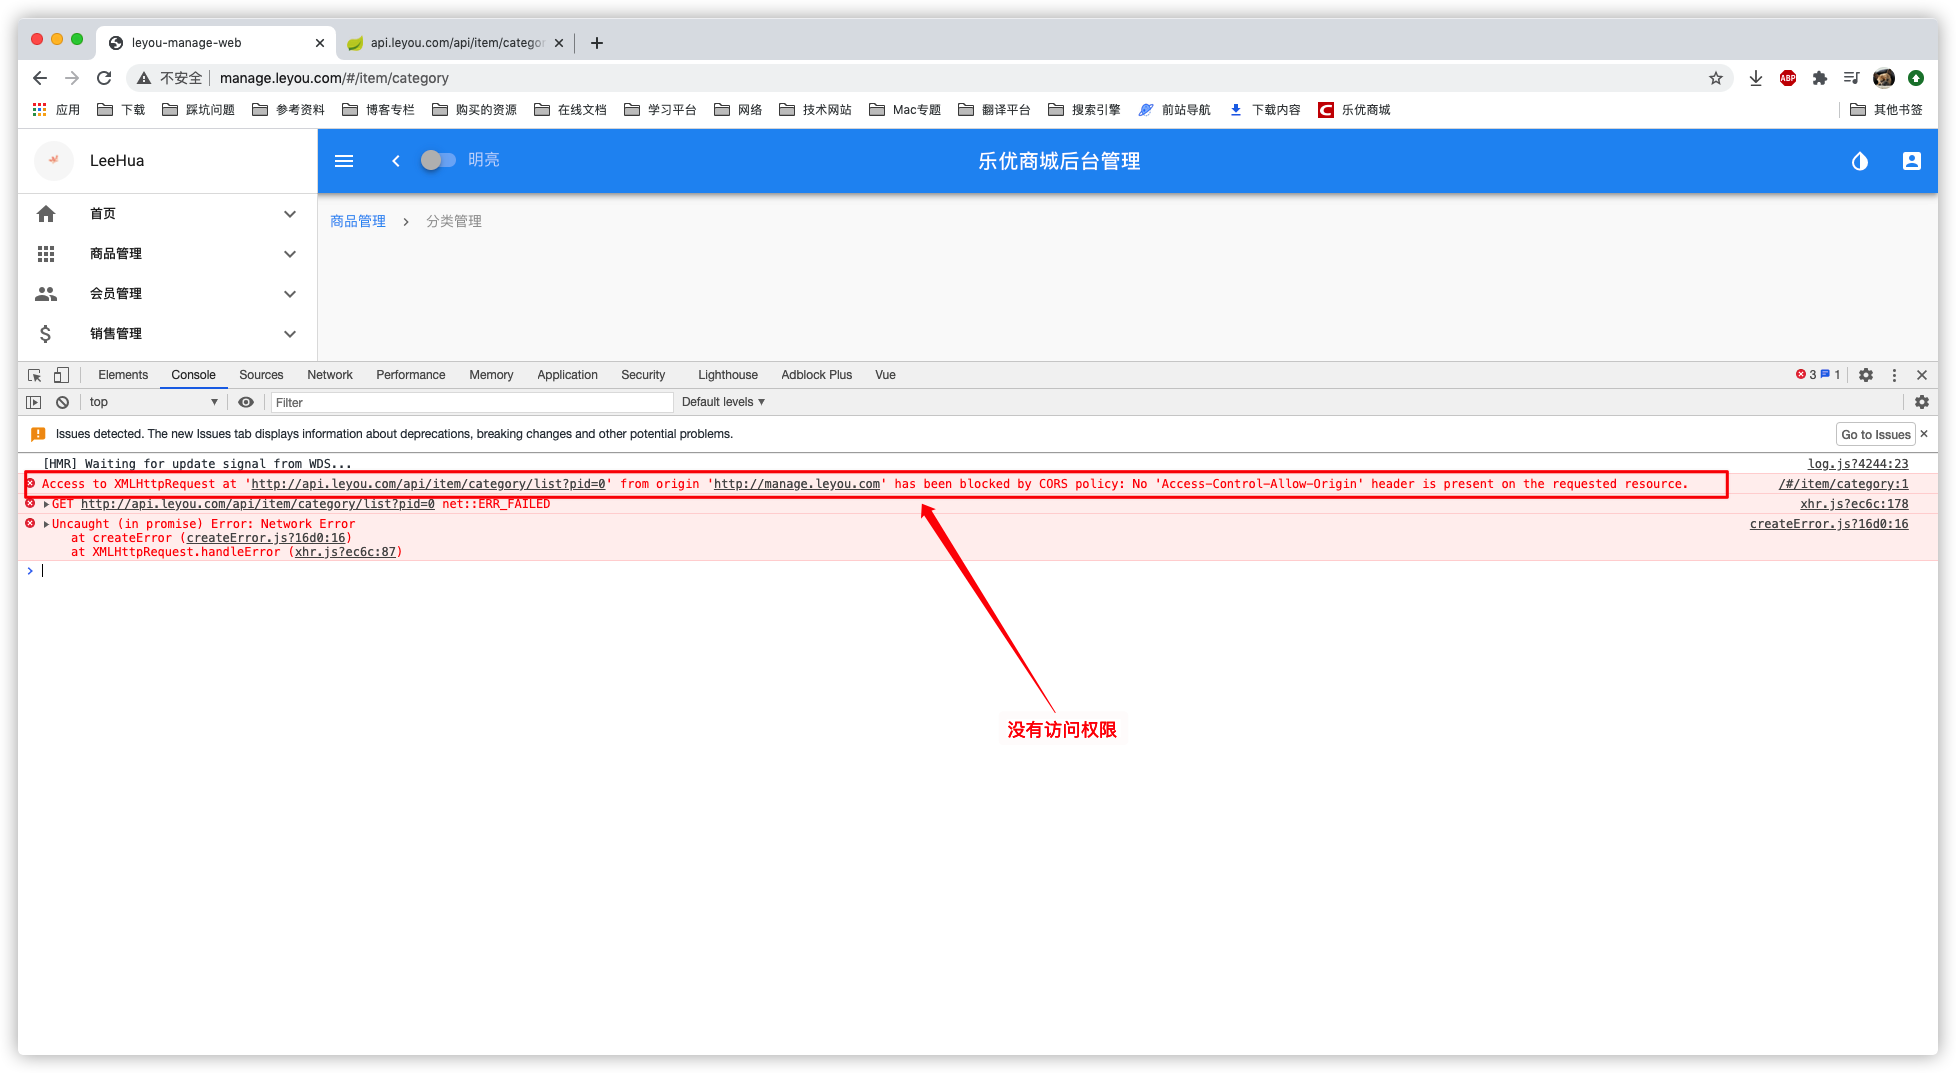 leyou-manage-web
api.leyou.com/api/item/categor
不安全
manage.leyou.com/#/item/category
ABP
应用 下载 踩坑问题 参考资料 博客专栏 购买的资源 在线文档 学习平台 网络 技术网站 Mac专题 翻译平台 搜索引擎 前站导航 下载内容 乐优商城 其他书签
LeeHua
明亮
乐优商城后台管理
首页
商品管理
会员管理
销售管理
商品管理 > 分类管理
Elements Console Sources Network Performance Memory Application Security Lighthouse Adblock Plus Vue
3 1
top
Filter
Default levels
Issues detected. The new Issues tab displays information about deprecations, breaking changes and other potential problems.
Go to Issues
[HMR] Waiting for update signal from WDS... log.js?4244:23
Access to XMLHttpRequest at 'http://api.leyou.com/api/item/category/list?pid=0' from origin 'http://manage.leyou.com' has been blocked by CORS policy: No 'Access-Control-Allow-Origin' header is present on the requested resource. /#/item/category:1
GET http://api.leyou.com/api/item/category/list?pid=0 net::ERR_FAILED xhr.js?ec6c:178
Uncaught (in promise) Error: Network Error createError.js?16d0:16
at createError (createError.js?16d0:16)
at XMLHttpRequest.handleError (xhr.js?ec6c:87)
没有访问权限